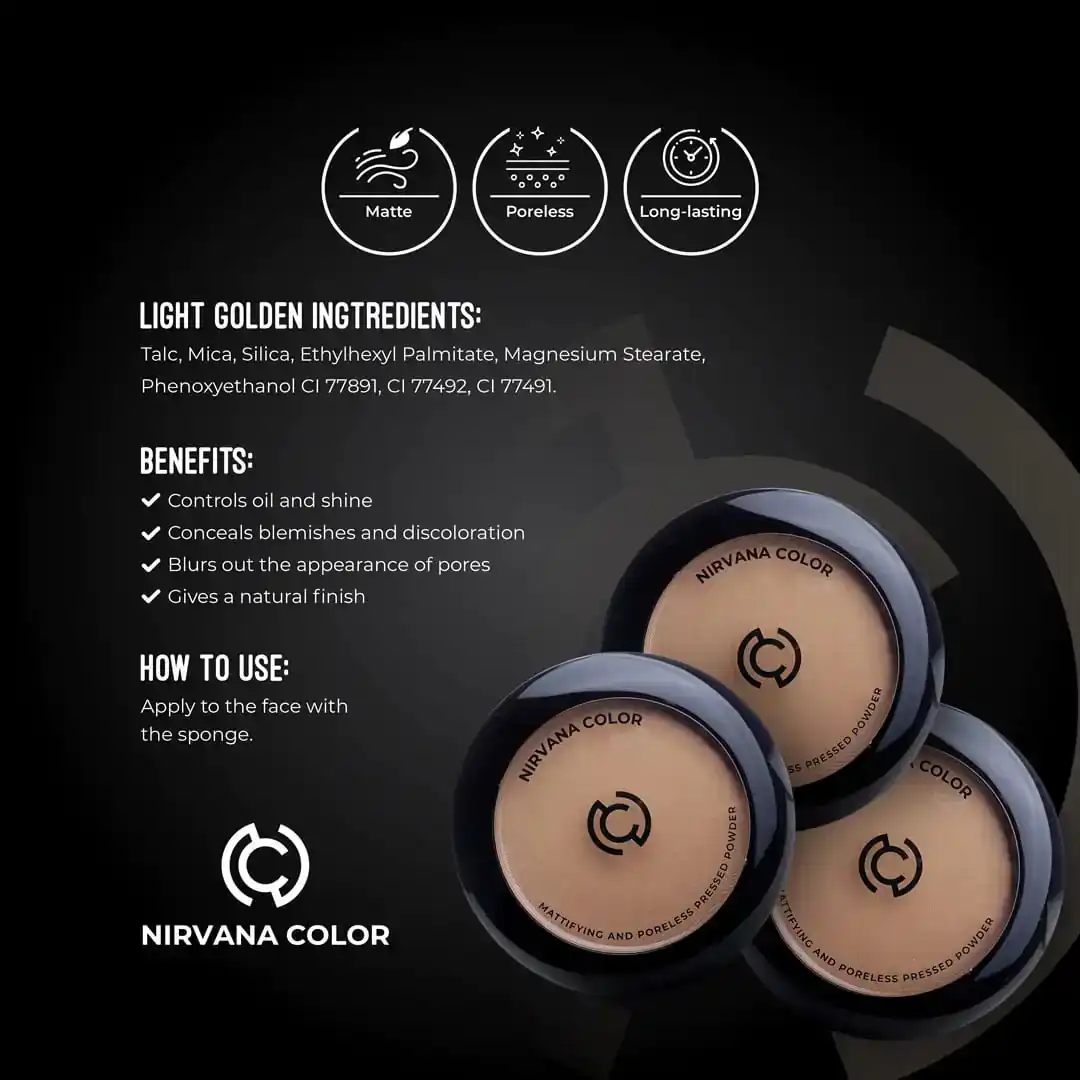 Matte
Poreless
Long-lasting
LIGHT GOLDEN INGTREDIENTS:
Talc, Mica, Silica, Ethylhexyl Palmitate, Magnesium Stearate,
Phenoxyethanol CI 77891, CI 77492, CI 77491.
BENEFITS:
Controls oil and shine
Conceals blemishes and discoloration
Blurs out the appearance of pores
Gives a natural finish
HOW TO USE:
Apply to the face with
the sponge.
NIRVANA COLOR
NIRVANA COLOR
SS PRESSED POWDER
NIRVANA COLOR
MATTIFYING AND PORELESS PRESSED POWDER
COLOR
ATTIFYING AND PORELESS PRESSED POWDER